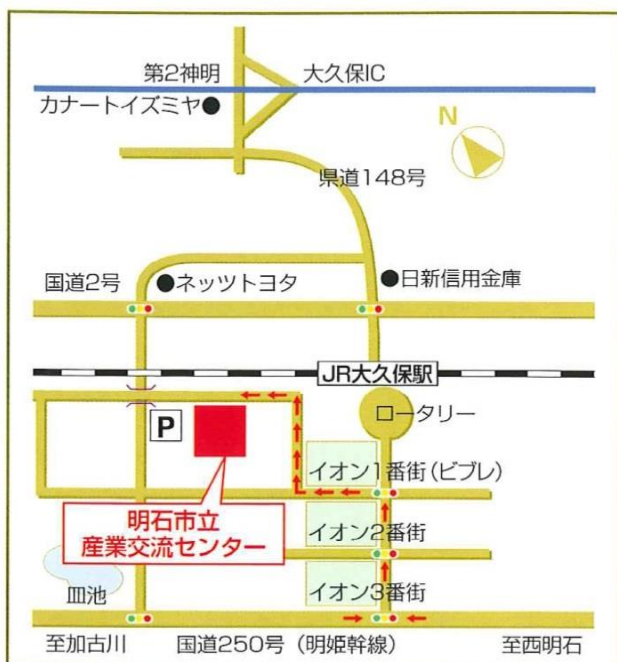 第2神明
大久保IC
カナートイズミヤ
N
県道148号
国道2号
ネッツトヨタ
日新信用金庫
JR大久保駅
P
ロータリー
イオン1番街(ビブレ)
明石市立
産業交流センター
イオン2番街
皿池
イオン3番街
至加古川
国道250号(明姫幹線)
至西明石